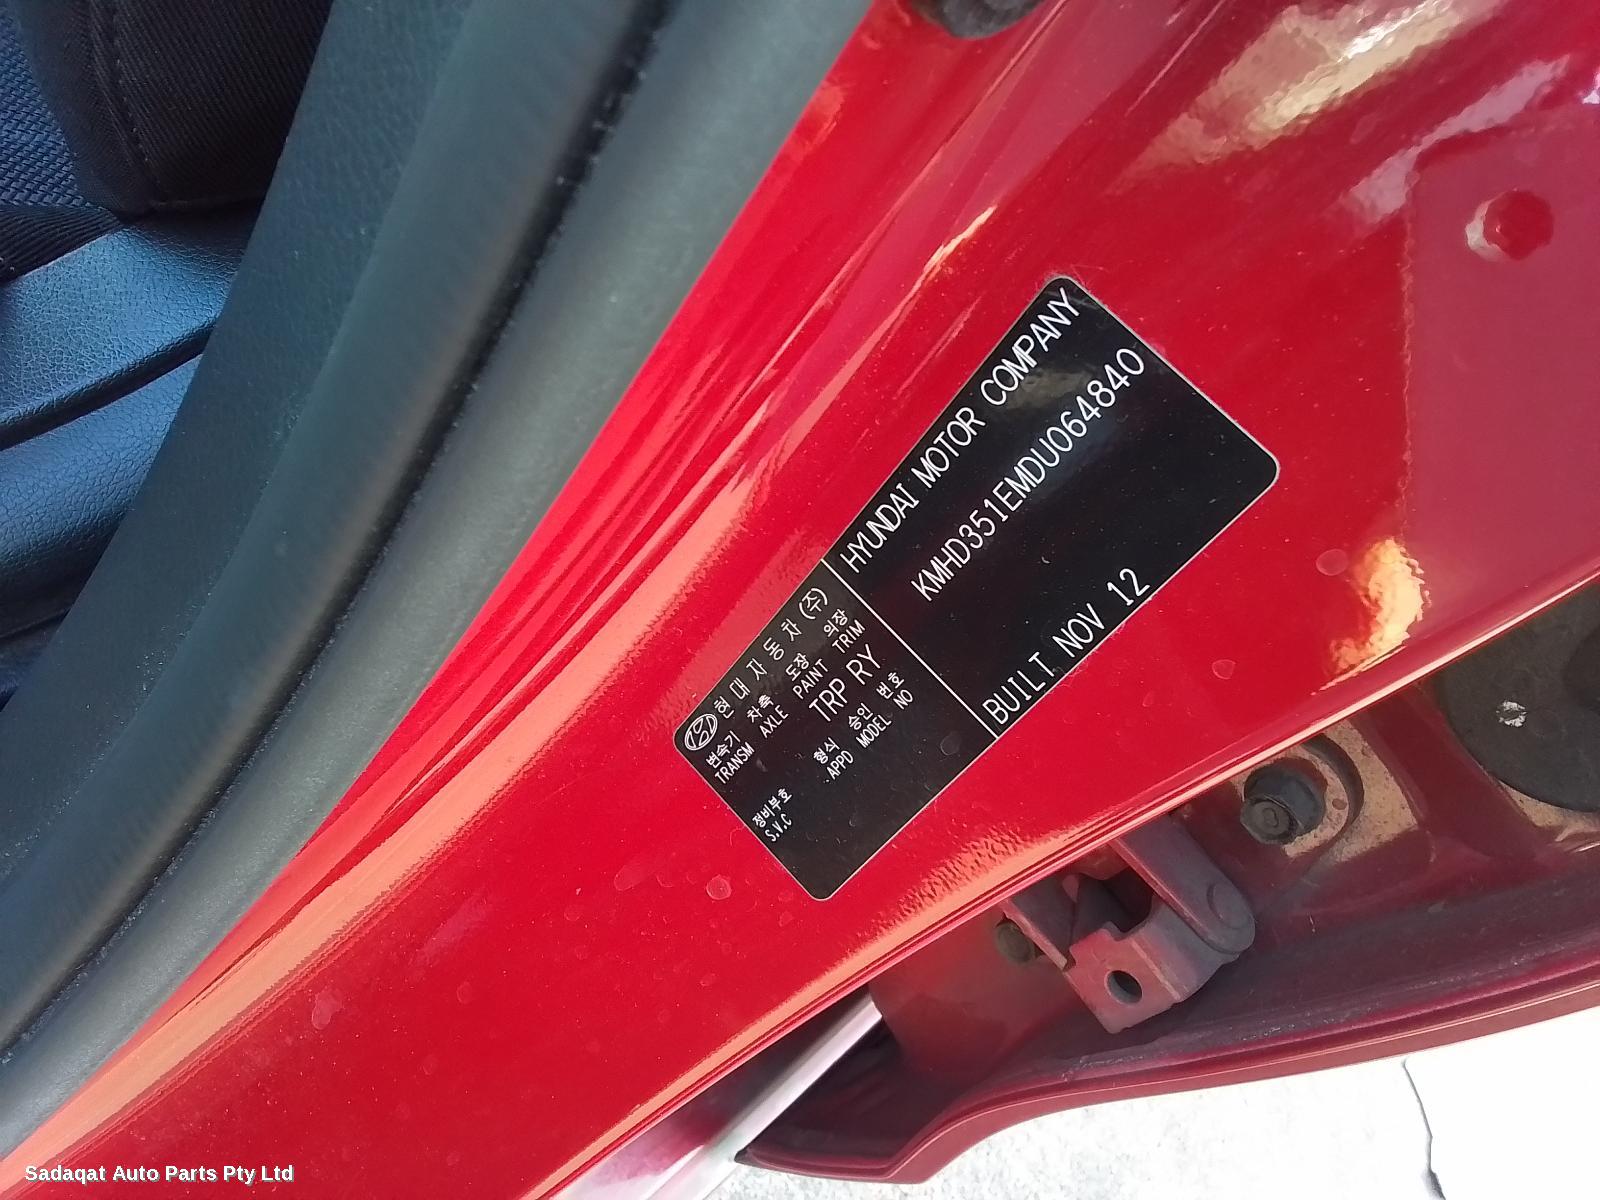 현대자동차(주)
변속기 차축 도장 의장
TRANSM AXLE PAINT TRIM
TRP RY
형식 승인 번호
APPD MODEL NO
정비부호
S.V.C
HYUNDAI MOTOR COMPANY
KMHD351EMDU064840
BUILT NOV 12
Sadaqat Auto Parts Pty Ltd